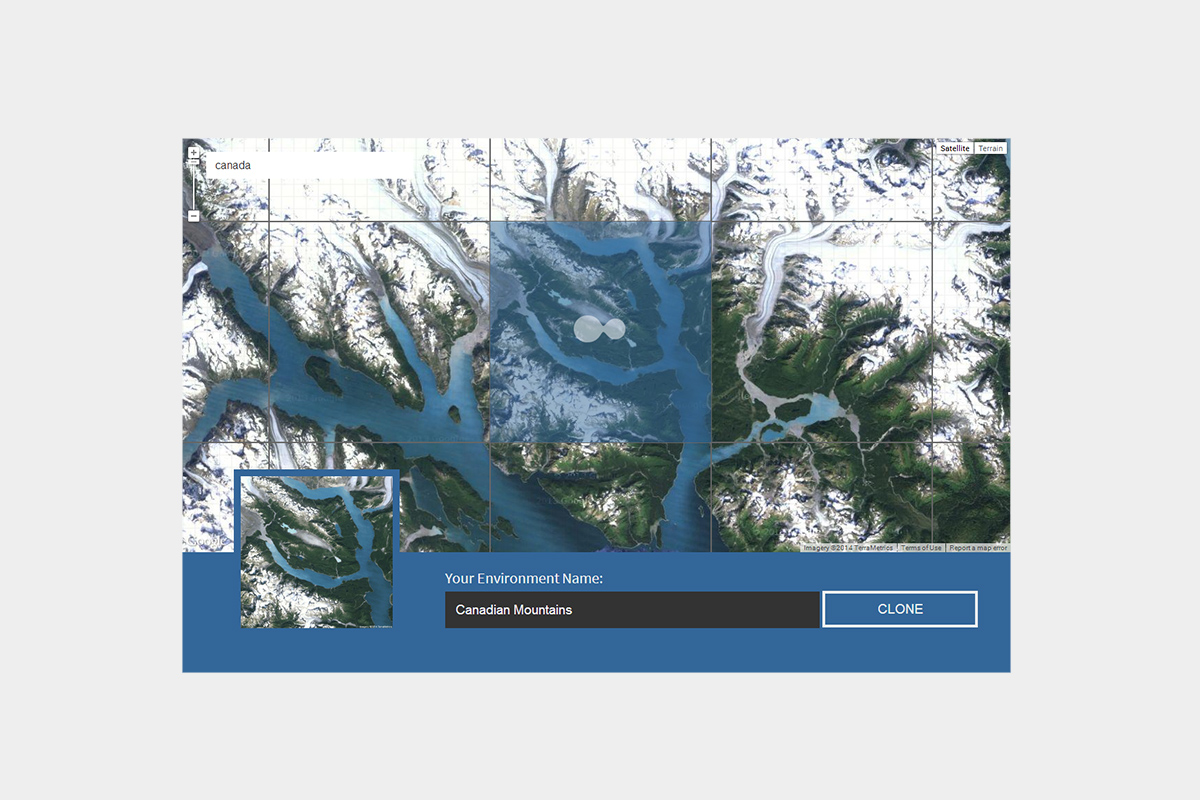 canada
Satellite Terrain
Google
Imagery ©2014 TerraMetrics Terms of Use Report a map error
Your Environment Name:
Canadian Mountains
CLONE